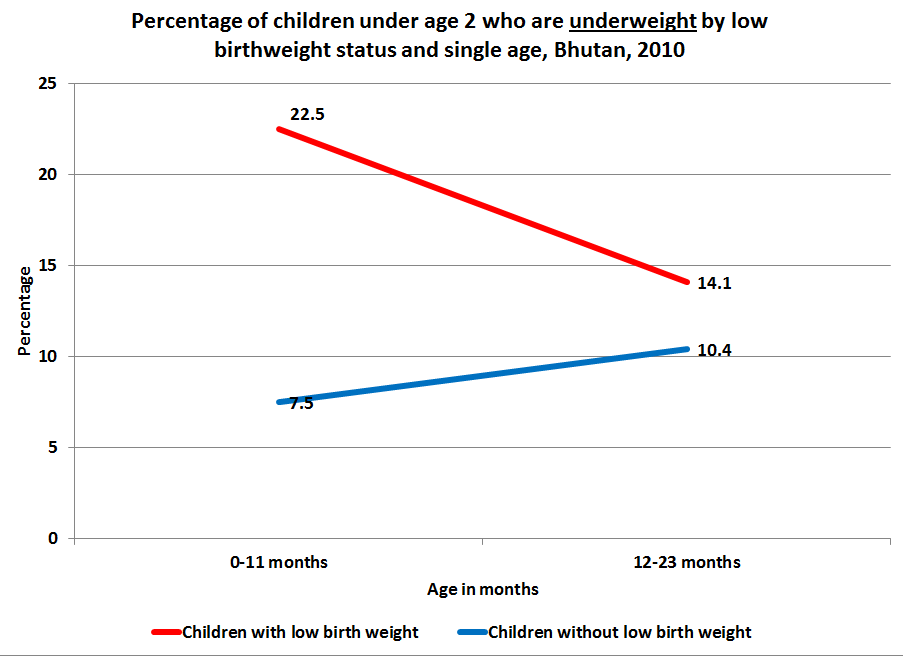 Percentage of children under age 2 who are underweight by low
birthweight status and single age, Bhutan, 2010
25
22.5
20
15
14.1
Percentage
10
10.4
7.5
5
0
0-11 months
12-23 months
Age in months
Children with low birth weight
Children without low birth weight